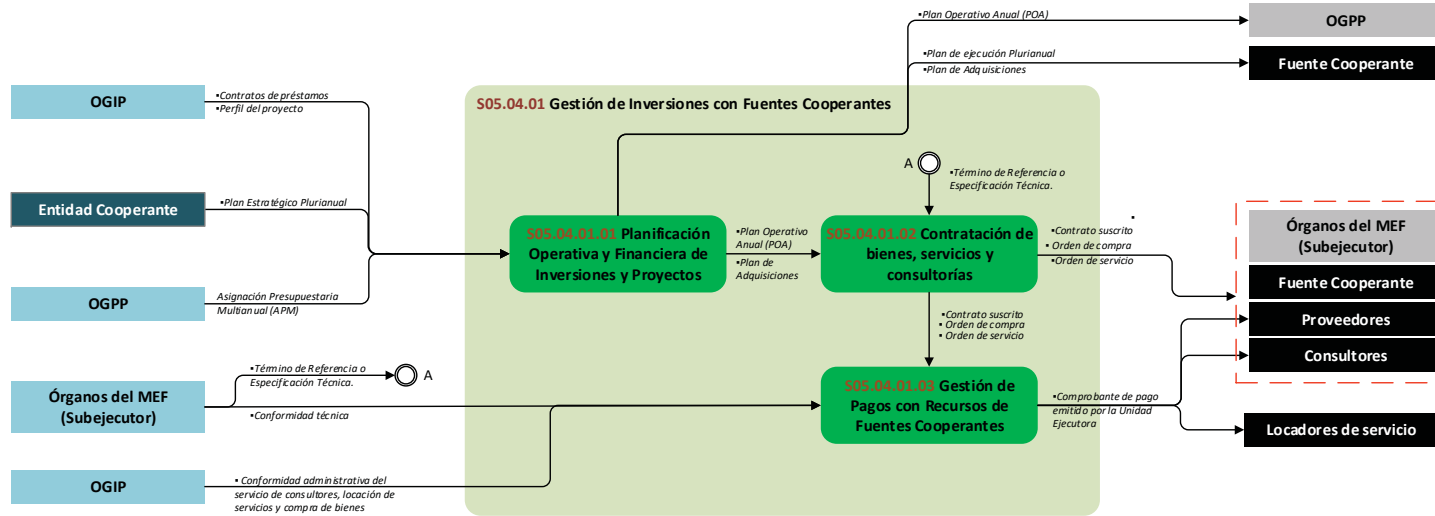 ▪Plan Operativo Anual (POA)
OGPP
▪Plan de ejecución Plurianual
▪Plan de Adquisiciones
Fuente Cooperante
OGIP
▪Contratos de préstamos
▪Perfil del proyecto
S05.04.01 Gestión de Inversiones con Fuentes Cooperantes
A
▪Término de Referencia o
Especificación Técnica.
Entidad Cooperante
▪Plan Estratégico Plurianual
S05.04.01.01 Planificación
Operativa y Financiera de
Inversiones y Proyectos
▪Plan Operativo
Anual (POA)
▪Plan de
Adquisiciones
S05.04.01.02 Contratación de
bienes, servicios y
consultorías
▪Contrato suscrito
▪ Orden de compra
▪Orden de servicio
Órganos del MEF
(Subejecutor)
Fuente Cooperante
Proveedores
Consultores
OGPP
Asignación Presupuestaria
Multianual (APM)
▪Contrato suscrito
▪ Orden de compra
▪ Orden de servicio
Órganos del MEF
(Subejecutor)
▪Término de Referencia o
Especificación Técnica.
A
▪Conformidad técnica
S05.04.01.03 Gestión de
Pagos con Recursos de
Fuentes Cooperantes
▪Comprobante de pago
emitido por la Unidad
Ejecutora
Locadores de servicio
OGIP
▪ Conformidad administrativa del
servicio de consultores, locación de
servicios y compra de bienes